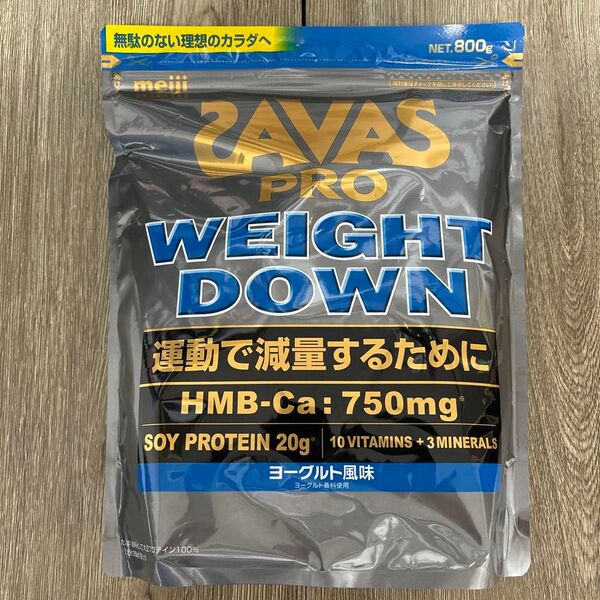 無駄のない理想のカラダへ
NET.800g
meiji
SAVAS
PRO
WEIGHT
DOWN
運動で減量するために
HMB-Ca:750mg※
SOY PROTEIN 20g※
10 VITAMINS + 3MINERALS
ヨーグルト風味
ヨーグルト香料使用